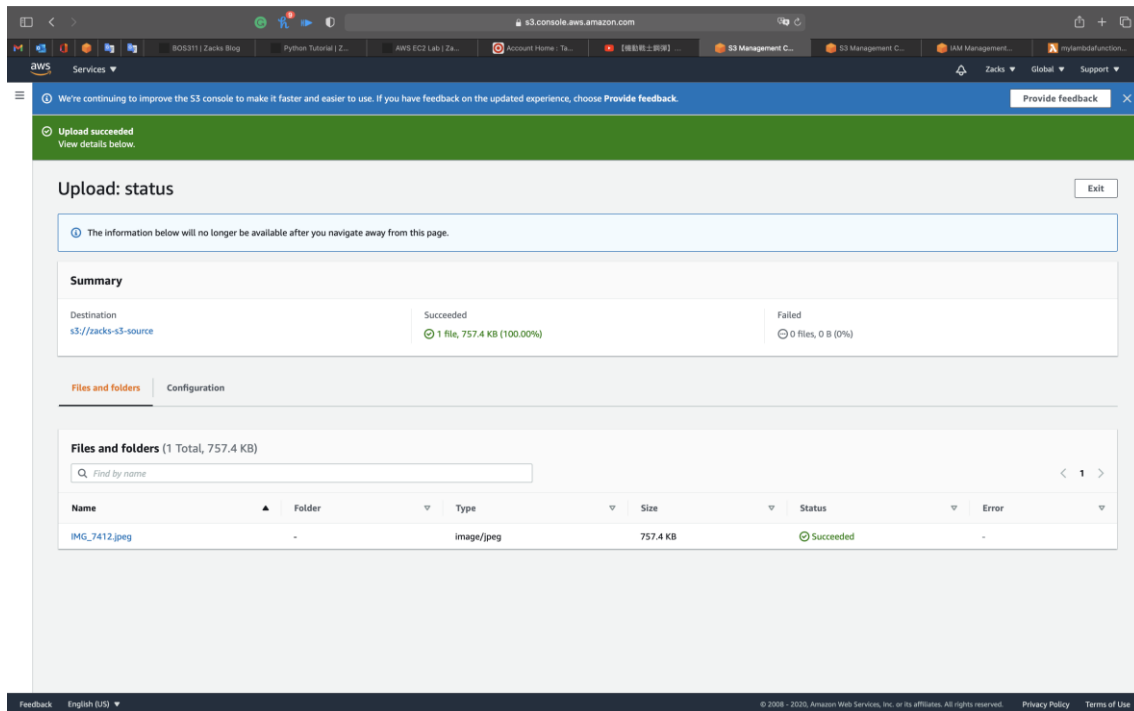 s3.console.aws.amazon.com
BOS311 | Zacks Blog
Python Tutorial | Z...
AWS EC2 Lab | Za...
Account Home : Ta...
【機動戦士鋼彈】 ...
S3 Management C...
S3 Management C...
IAM Management...
mylambdafunction...
aws
Services
Zacks
Global
Support
We're continuing to improve the S3 console to make it faster and easier to use. If you have feedback on the updated experience, choose Provide feedback.
Provide feedback
Upload succeeded
View details below.
Upload: status
Exit
The information below will no longer be available after you navigate away from this page.
Summary
Destination
s3://zacks-s3-source
Succeeded
1 file, 757.4 KB (100.00%)
Failed
0 files, 0 B (0%)
Files and folders
Configuration
Files and folders (1 Total, 757.4 KB)
Find by name
1
Name
Folder
Type
Size
Status
Error
IMG_7412.jpeg
-
image/jpeg
757.4 KB
Succeeded
-
Feedback
English (US)
© 2008 - 2020, Amazon Web Services, Inc. or its affiliates. All rights reserved.
Privacy Policy
Terms of Use